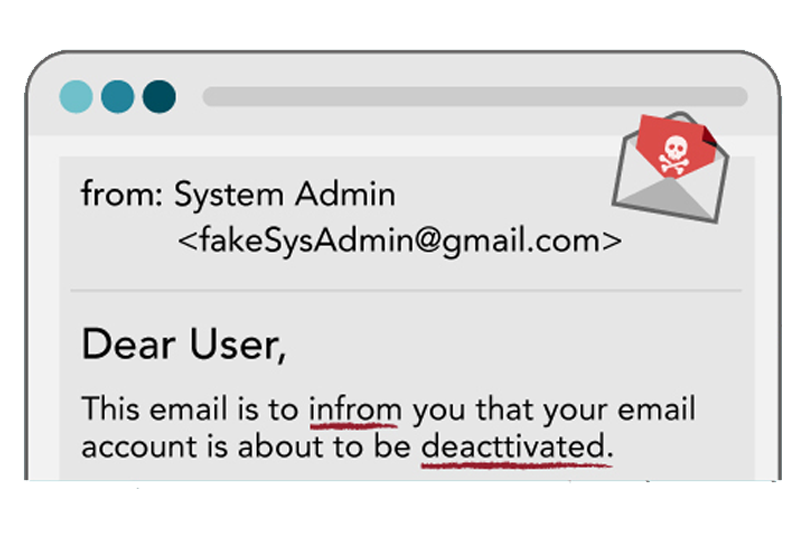 from: System Admin
<fakeSysAdmin@gmail.com>
Dear User,
This email is to infrom you that your email
account is about to be deacttivated.